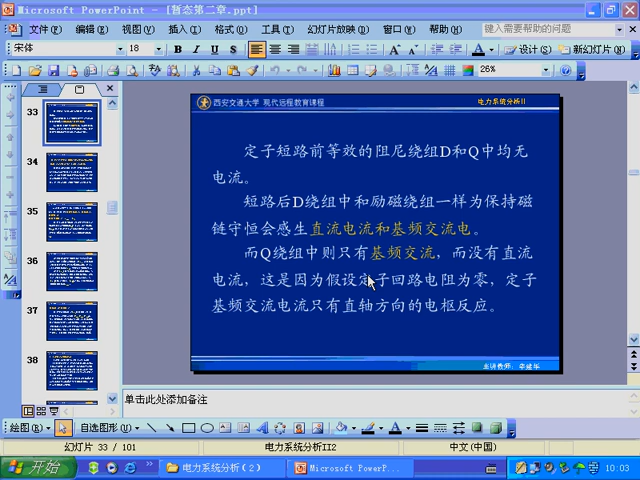 Microsoft PowerPoint - [暂态第二章.ppt]
文件(F) 编辑(E) 视图(V) 插入(I) 格式(O) 工具(T) 幻灯片放映(D) 窗口(W) 帮助(H) 键入需要帮助的问题
宋体 18 B I U S 设计(S) 新幻灯片(N)
26%
33
34
35
36
37
38
西安交通大学 现代远程教育课程 电力系统分析II
定子短路前等效的阻尼绕组D和Q中均无
电流。
短路后D绕组中和励磁绕组一样为保持磁
链守恒会感生直流电流和基频交流电。
而Q绕组中则只有基频交流，而没有直流
电流，这是因为假设定子回路电阻为零，定子
基频交流电流只有直轴方向的电枢反应。
主讲教师：
单击此处添加备注
绘图(R) 自选图形(U)
幻灯片 33 / 101 电力系统分析II2 中文(中国)
开始 电力系统分析（2） Microsoft PowerP... 10:03